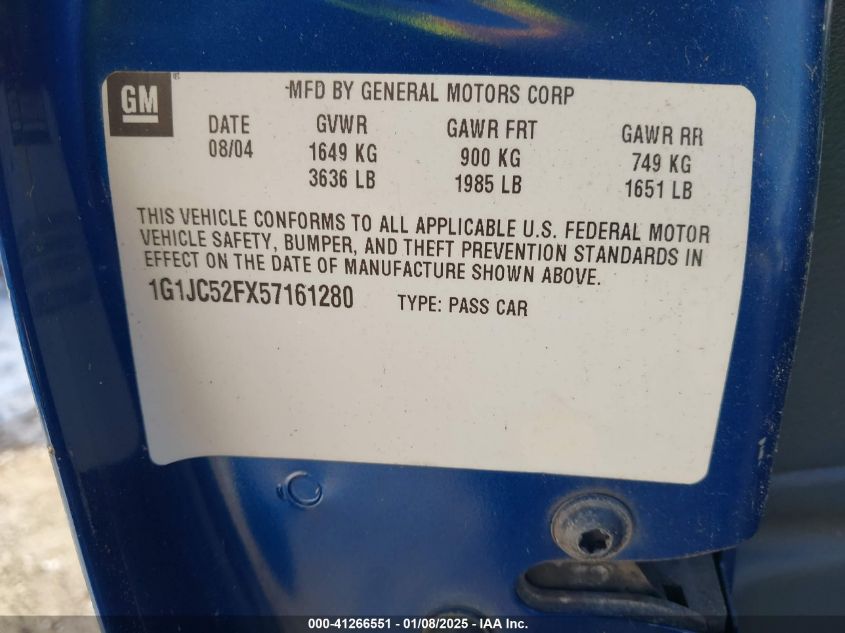 GM
MFD BY GENERAL MOTORS CORP
DATE GVWR GAWR FRT GAWR RR
08/04 1649 KG 900 KG 749 KG
3636 LB 1985 LB 1651 LB
THIS VEHICLE CONFORMS TO ALL APPLICABLE U.S. FEDERAL MOTOR
VEHICLE SAFETY, BUMPER, AND THEFT PREVENTION STANDARDS IN
EFFECT ON THE DATE OF MANUFACTURE SHOWN ABOVE.
1G1JC52FX57161280 TYPE: PASS CAR
000-41266551 - 01/08/2025 - IAA Inc.